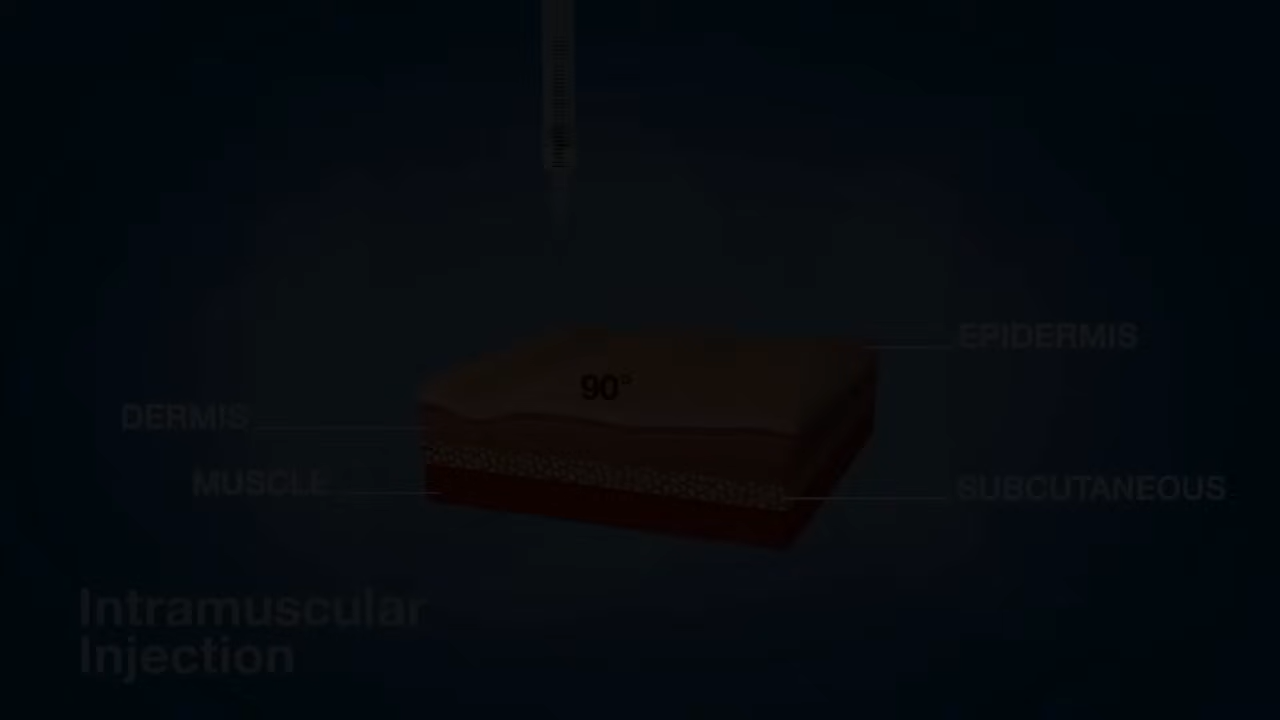 EPIDERMIS
90°
DERMIS
MUSCLE
SUBCUTANEOUS
Intramuscular
Injection